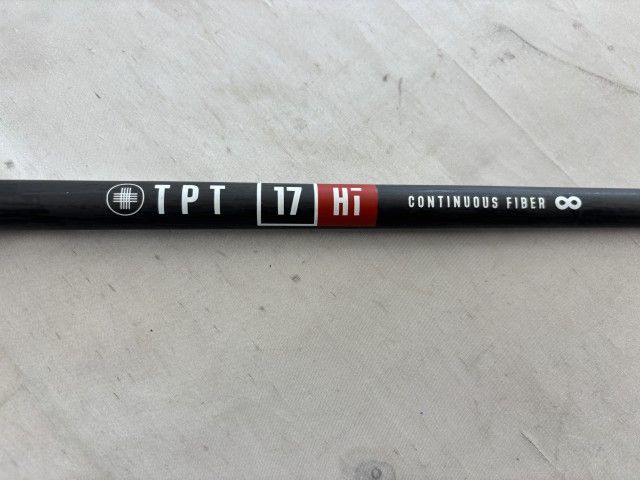 TPT 17 Hi CONTINUOUS FIBER ∞